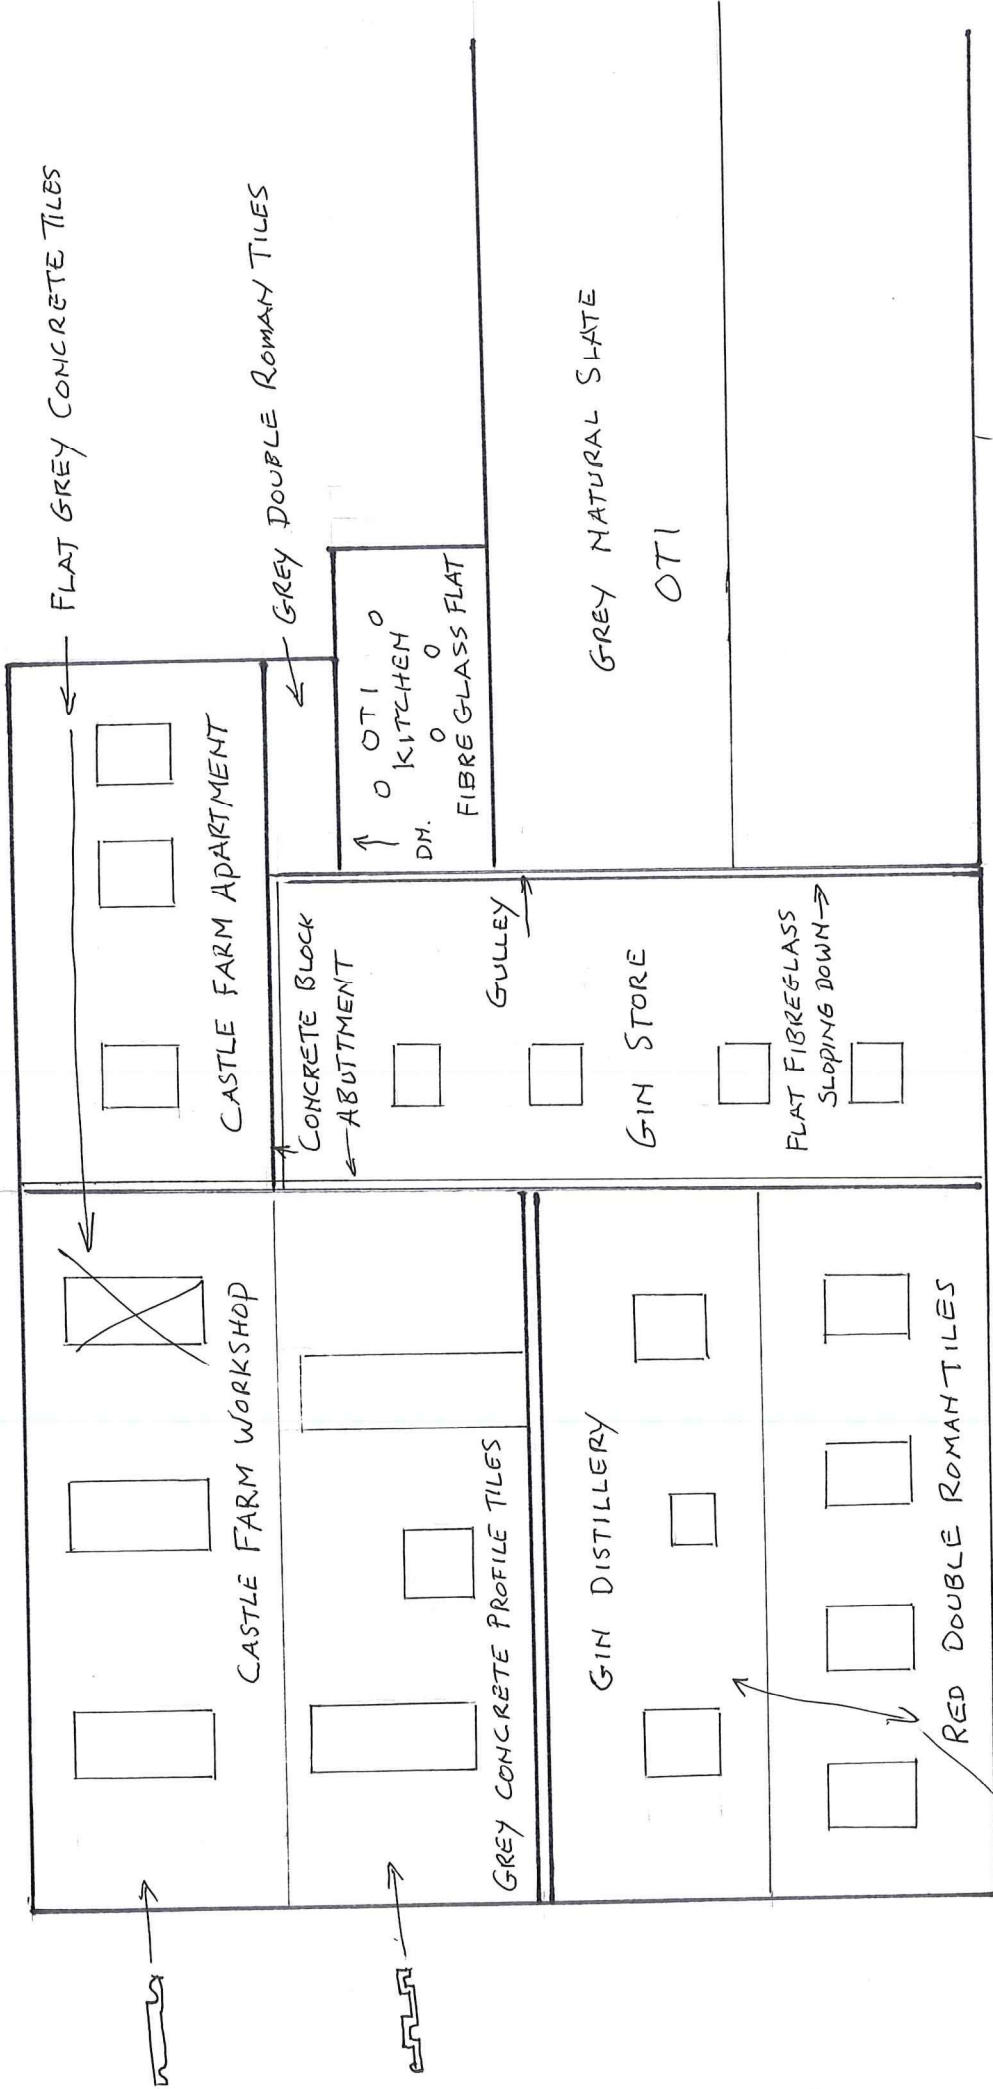 FLAT GREY CONCRETE TILES
GREY DOUBLE ROMAN TILES
CASTLE FARM WORKSHOP
CASTLE FARM APARTMENT
GREY CONCRETE PROFILE TILES
CONCRETE BLOCK
ABUTTMENT
GULLEY
GIN STORE
FLAT FIBREGLASS
SLOPING DOWN
DN.
OTI
KITCHEN
FIBREGLASS FLAT
GREY NATURAL SLATE
OTI
GIN DISTILLERY
RED DOUBLE ROMAN TILES